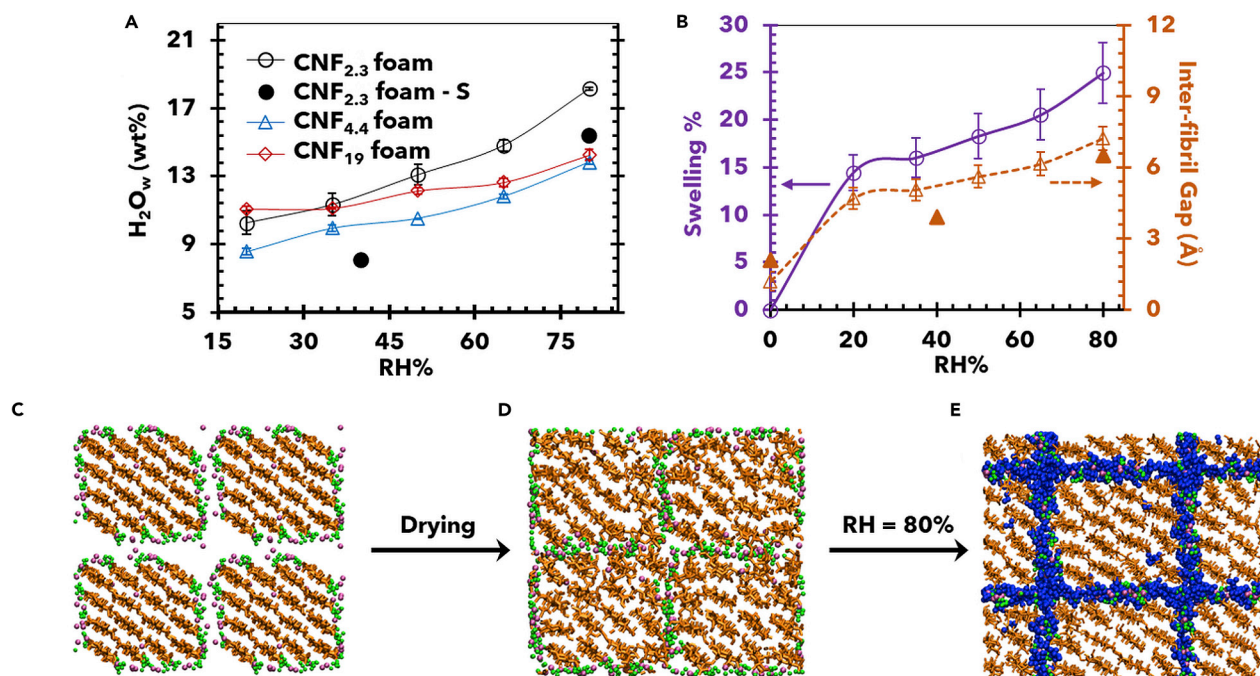 A
21
17
13
9
5
H₂O_w (wt%)
CNF₂.₃ foam
CNF₂.₃ foam - S
CNF₄.₄ foam
CNF₁₉ foam
15
30
45
60
75
RH%
B
30
25
20
15
10
5
0
Swelling %
12
9
6
3
0
Inter-fibril Gap (Å)
0
20
40
60
80
RH%
C
D
E
Drying
RH = 80%